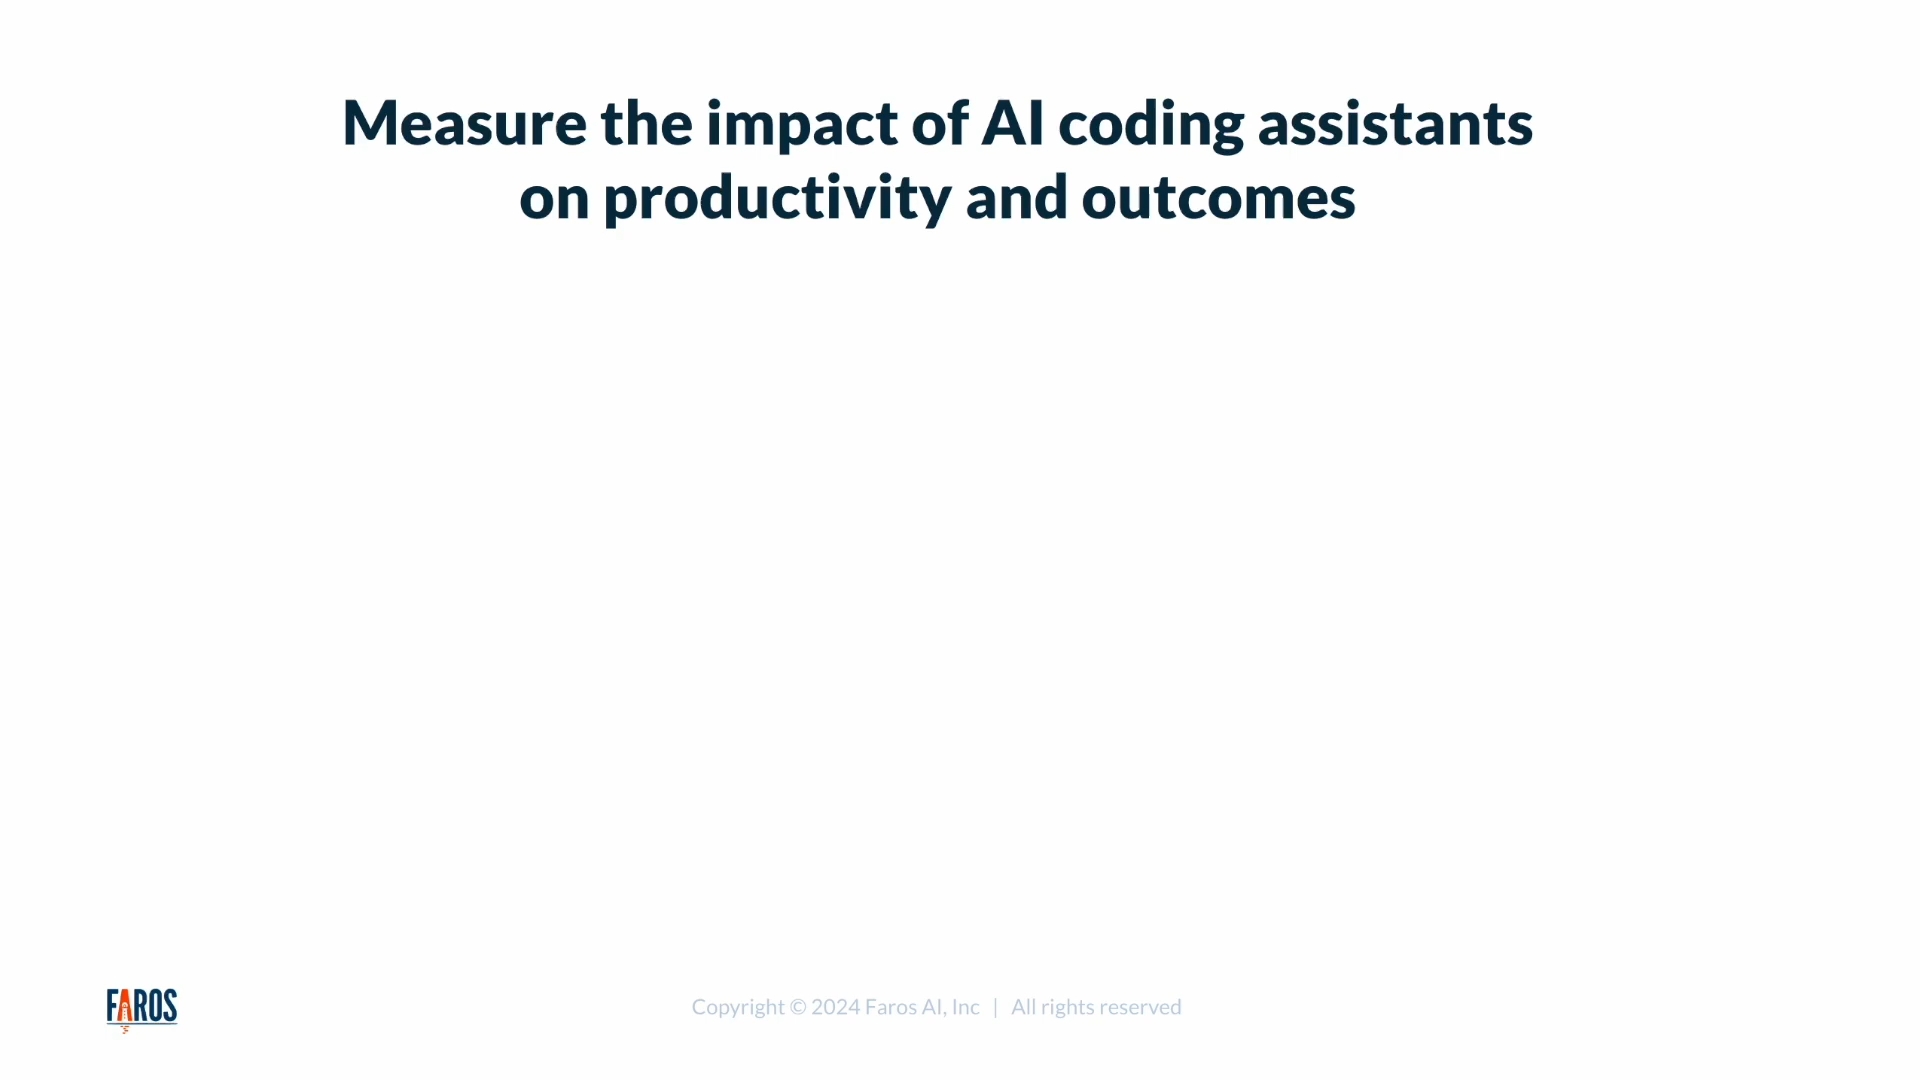 Measure the impact of AI coding assistants
on productivity and outcomes
FAROS
Copyright © 2024 Faros AI, Inc | All rights reserved